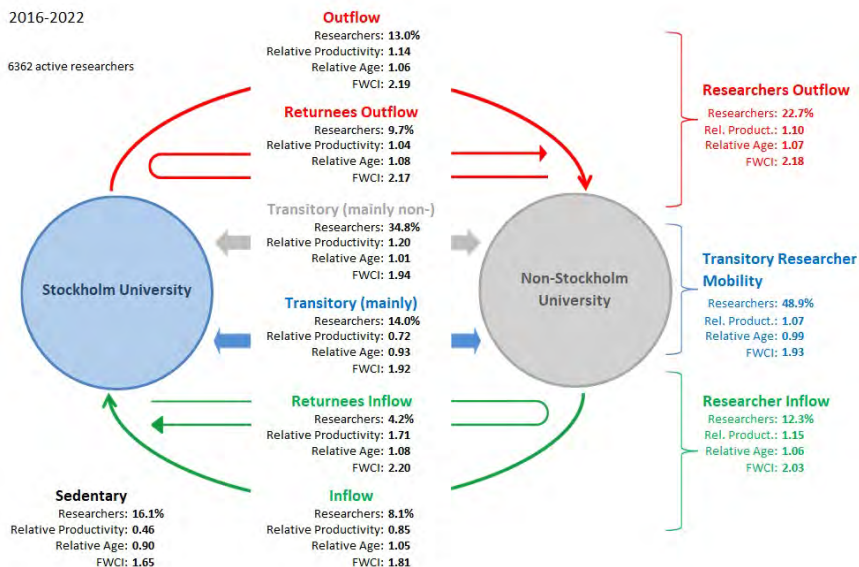 2016-2022
6362 active researchers
Outflow
Researchers: 13.0%
Relative Productivity: 1.14
Relative Age: 1.06
FWCI: 2.19
Returnees Outflow
Researchers: 9.7%
Relative Productivity: 1.04
Relative Age: 1.08
FWCI: 2.17
Transitory (mainly non-)
Researchers: 34.8%
Relative Productivity: 1.20
Relative Age: 1.01
FWCI: 1.94
Stockholm University
Non-Stockholm
University
Transitory (mainly)
Researchers: 14.0%
Relative Productivity: 0.72
Relative Age: 0.93
FWCI: 1.92
Returnees Inflow
Researchers: 4.2%
Relative Productivity: 1.71
Relative Age: 1.08
FWCI: 2.20
Inflow
Researchers: 8.1%
Relative Productivity: 0.85
Relative Age: 1.05
FWCI: 1.81
Sedentary
Researchers: 16.1%
Relative Productivity: 0.46
Relative Age: 0.90
FWCI: 1.65
Researchers Outflow
Researchers: 22.7%
Rel. Product.: 1.10
Relative Age: 1.07
FWCI: 2.18
Transitory Researcher
Mobility
Researchers: 48.9%
Rel. Product.: 1.07
Relative Age: 0.99
FWCI: 1.93
Researcher Inflow
Researchers: 12.3%
Rel. Product.: 1.15
Relative Age: 1.06
FWCI: 2.03